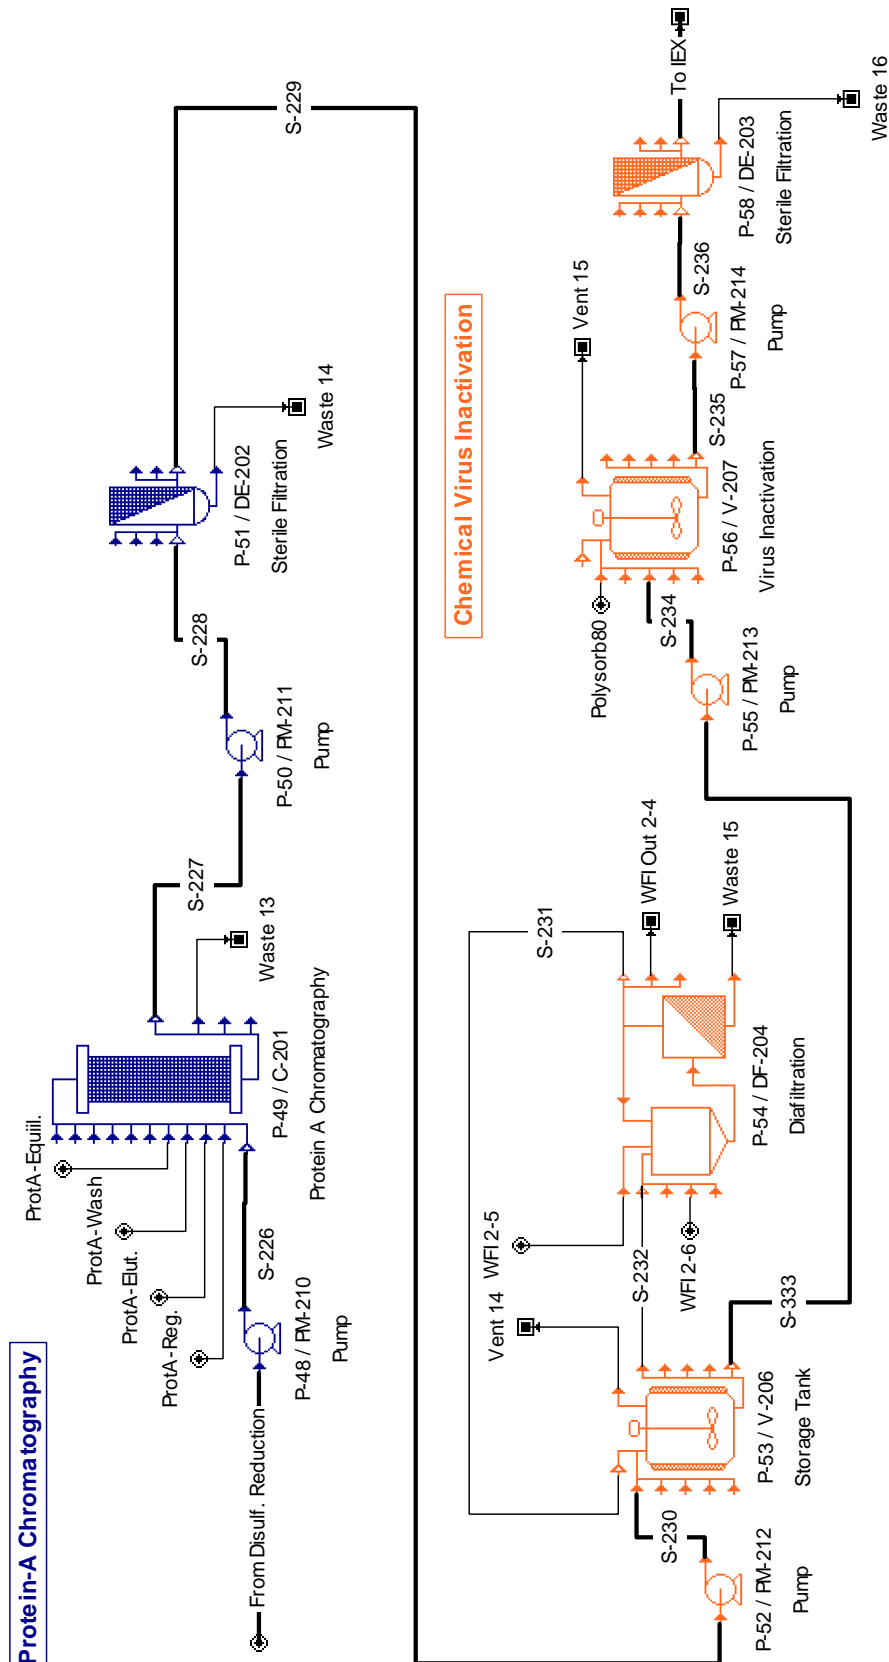 Protein-A Chromatography
From Disulf. Reduction
P-48 / PM-210
Pump
S-226
ProtA-Equiil.
ProtA-Wash
ProtA-Elut.
ProtA-Reg.
P-49 / C-201
Protein A Chromatography
Waste 13
S-227
P-50 / PM-211
Pump
S-228
P-51 / DE-202
Sterile Filtration
Waste 14
S-229
Chemical Virus Inactivation
P-52 / PM-212
Pump
S-230
P-53 / V-206
Storage Tank
Vent 14
S-231
S-232
WFI 2-5
WFI 2-6
P-54 / DF-204
Diafiltration
WFI Out 2-4
Waste 15
S-333
P-55 / PM-213
Pump
S-234
Polysorb80
P-56 / V-207
Virus Inactivation
Vent 15
S-235
P-57 / PM-214
Pump
S-236
P-58 / DE-203
Sterile Filtration
To IEX
Waste 16